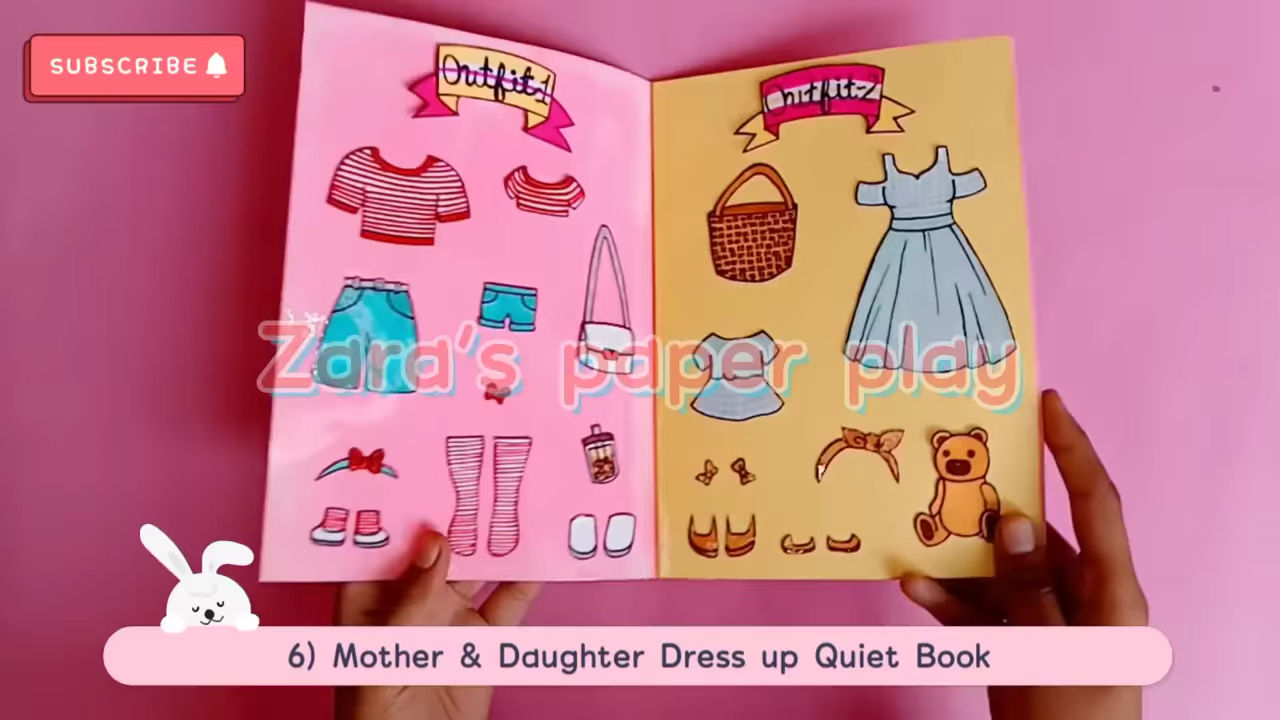 SUBSCRIBE
Outfit-1
Outfit-2
Zara's paper play
6) Mother & Daughter Dress up Quiet Book